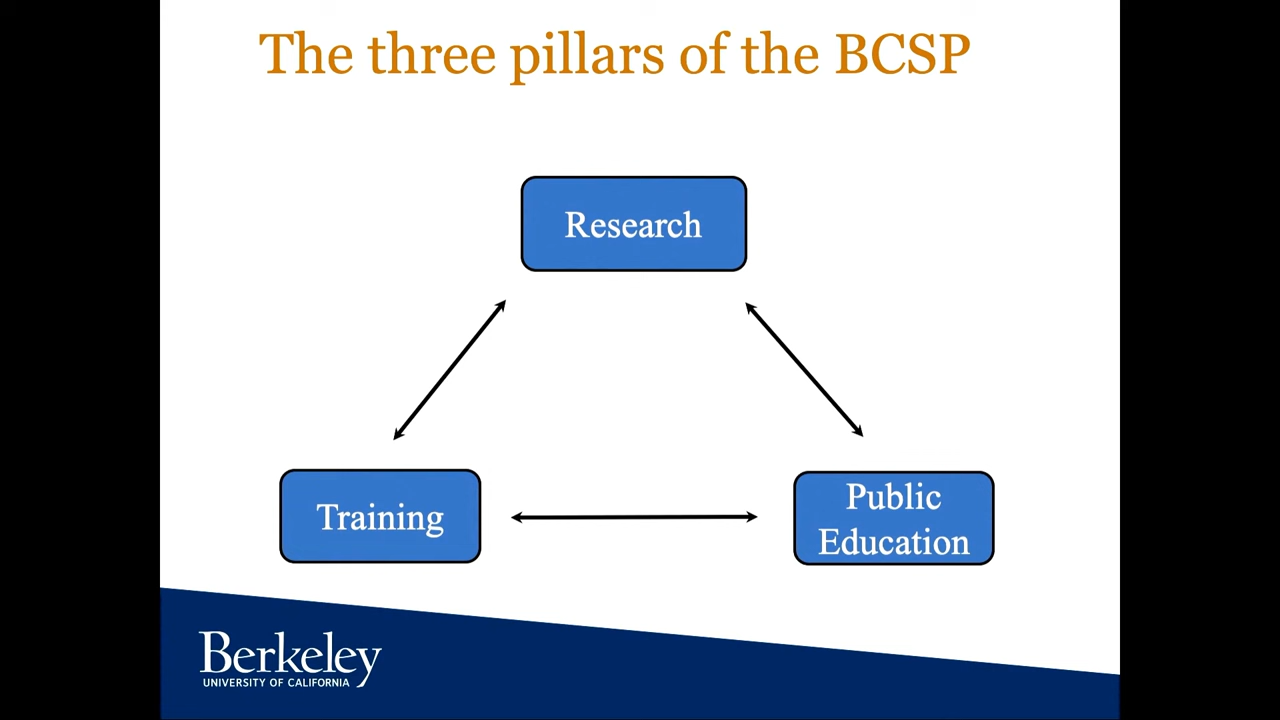 The three pillars of the BCSP
Research
Training
Public
Education
Berkeley
UNIVERSITY OF CALIFORNIA